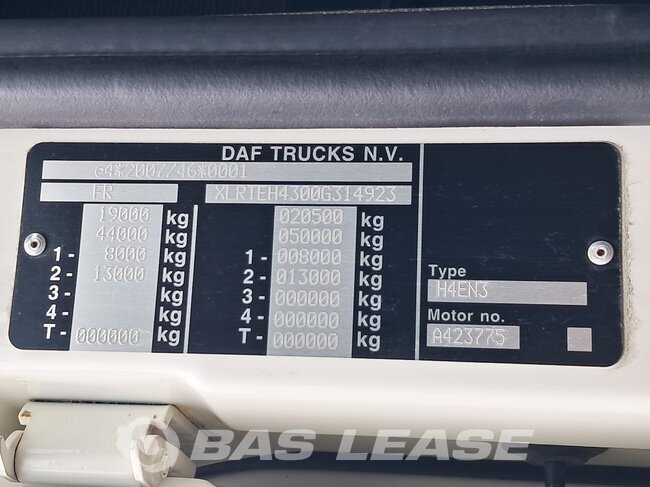 DAF TRUCKS N.V.
e4*2007/46*0001
FR XLRTEH4300G314923
19000 kg 020500 kg
44000 kg 050000 kg
1- 8000 kg 1- 008000 kg
2- 13000 kg 2- 013000 kg
3- kg 3- 000000 kg
4- kg 4- 000000 kg
T- 000000 kg T- 000000 kg
Type
H4EN3
Motor no.
A423775
BAS LEASE